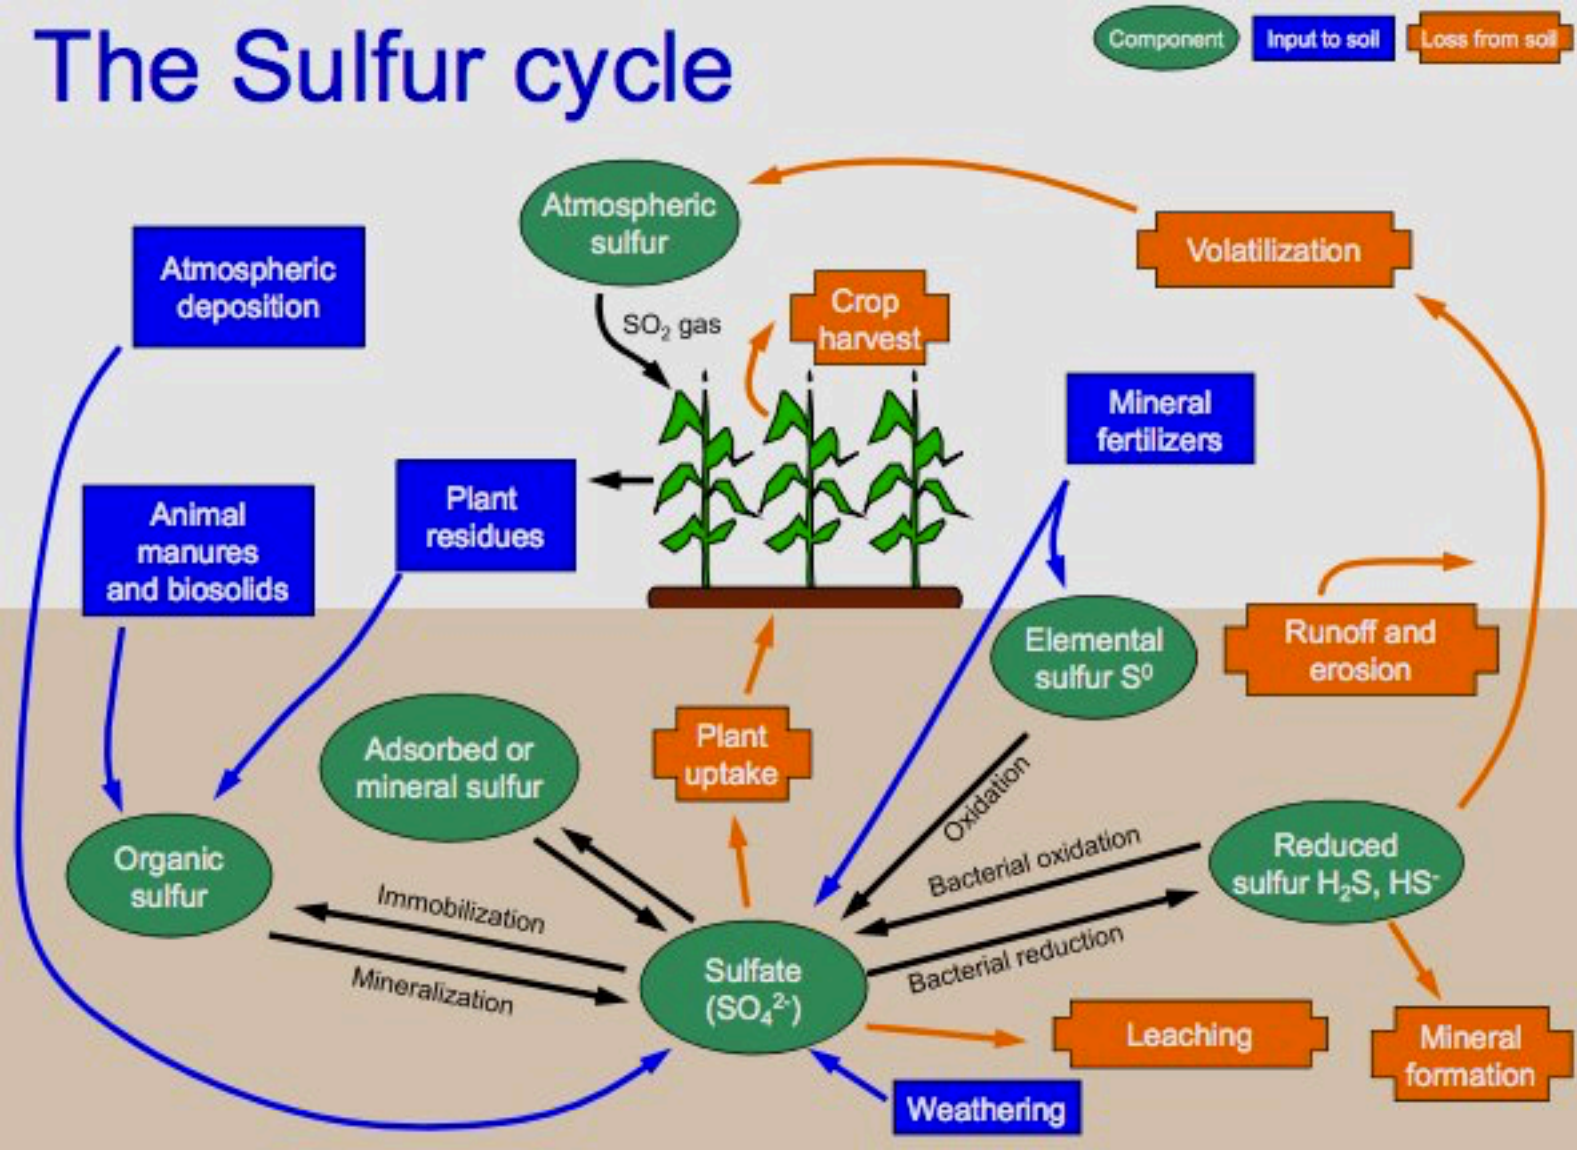 The Sulfur cycle
Component
Input to soil
Loss from soil
Atmospheric
sulfur
Volatilization
Atmospheric
deposition
SO₂ gas
Crop
harvest
Mineral
fertilizers
Animal
manures
and biosolids
Plant
residues
Elemental
sulfur S⁰
Runoff and
erosion
Adsorbed or
mineral sulfur
Plant
uptake
Oxidation
Organic
sulfur
Immobilization
Mineralization
Bacterial oxidation
Bacterial reduction
Reduced
sulfur H₂S, HS⁻
Sulfate
(SO₄²⁻)
Leaching
Mineral
formation
Weathering